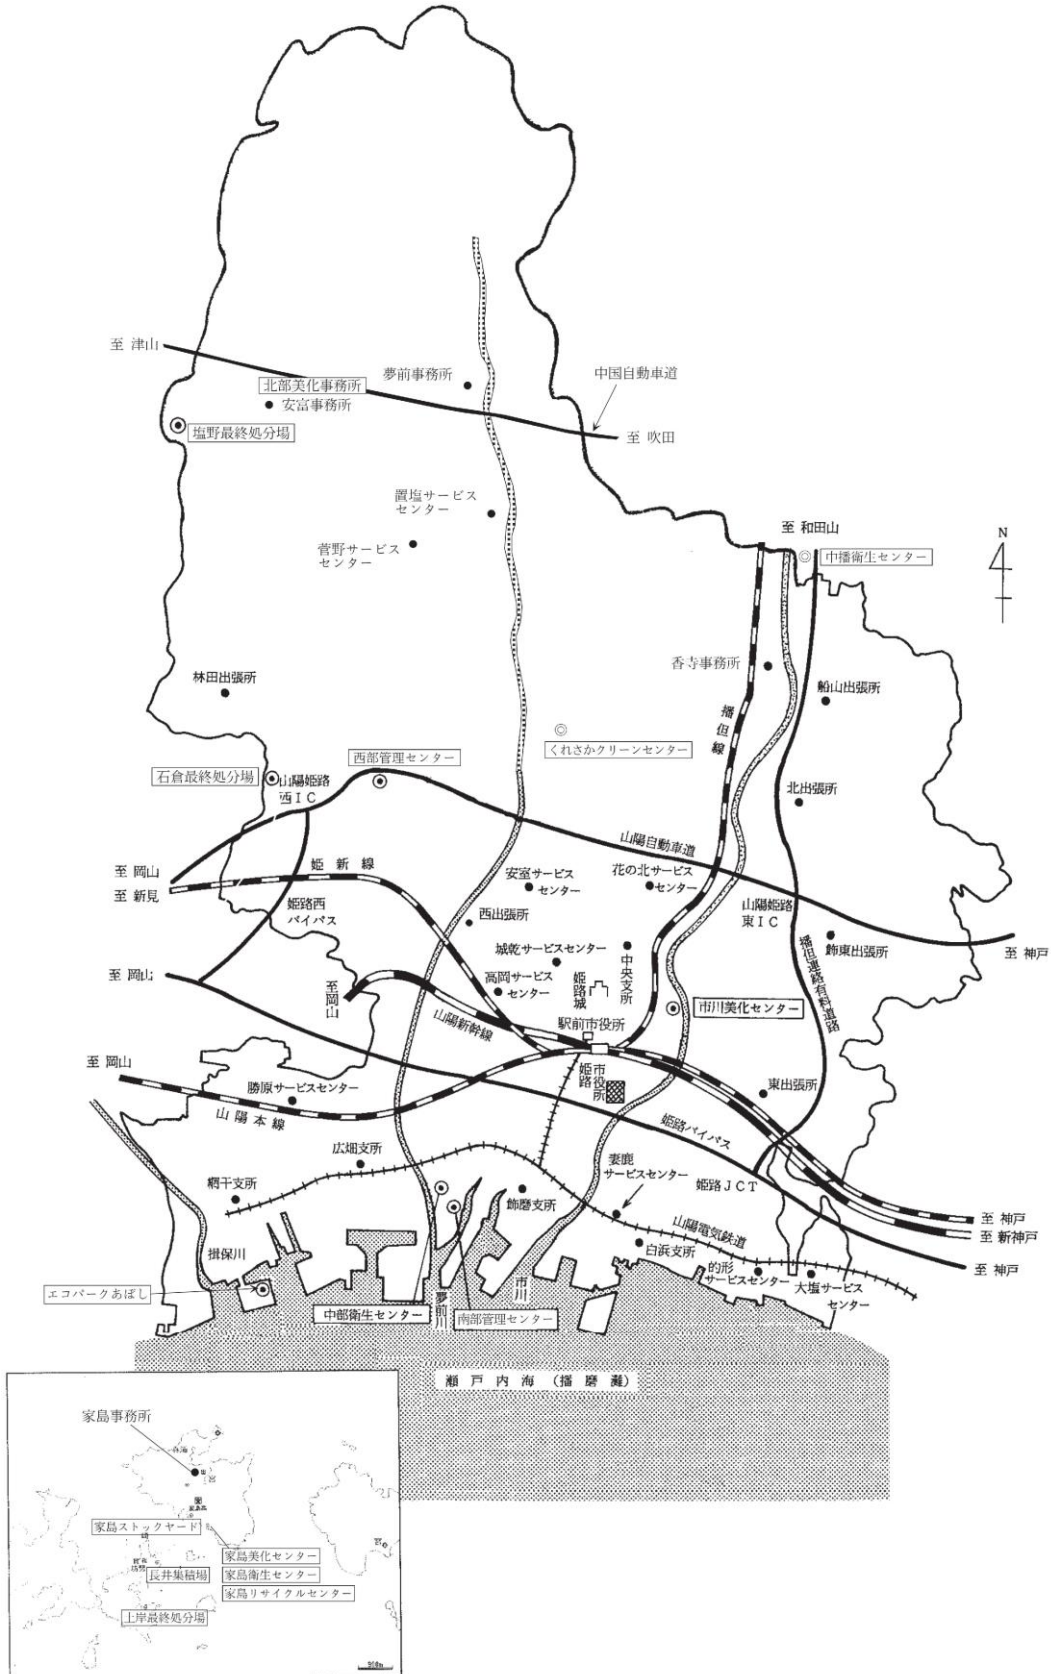 至 津山
北部美化事務所
夢前事務所
中国自動車道
安富事務所
塩野最終処分場
至 吹田
置塩サービス
センター
菅野サービス
センター
至 和田山
中播衛生センター
N
香寺事務所
林田出張所
船山出張所
播但線
くれさかクリーンセンター
西部管理センター
石倉最終処分場
山陽姫路
西IC
北出張所
山陽自動車道
至 岡山
姫新線
至 新見
安室サービス
センター
花の北サービス
センター
姫路西
バイパス
西出張所
山陽姫路
東IC
城乾サービスセンター
中央支所
飾東出張所
至 神戸
播但連絡有料道路
至 岡山
至岡山
高岡サービス
センター
姫路城
市川美化センター
山陽新幹線
駅前市役所
至 岡山
勝原サービスセンター
姫路市役所
東出張所
山陽本線
姫路バイパス
広畑支所
妻鹿
サービスセンター
姫路JCT
網干支所
飾磨支所
山陽電気鉄道
至 神戸
至 新神戸
揖保川
白浜支所
的形
サービスセンター
至 神戸
エコパークあぼし
市川
大塩サービス
センター
中部衛生センター
夢前川
南部管理センター
瀬戸内海（播磨灘）
家島事務所
家島ストックヤード
家島美化センター
長井集積場
家島衛生センター
家島リサイクルセンター
上岸最終処分場